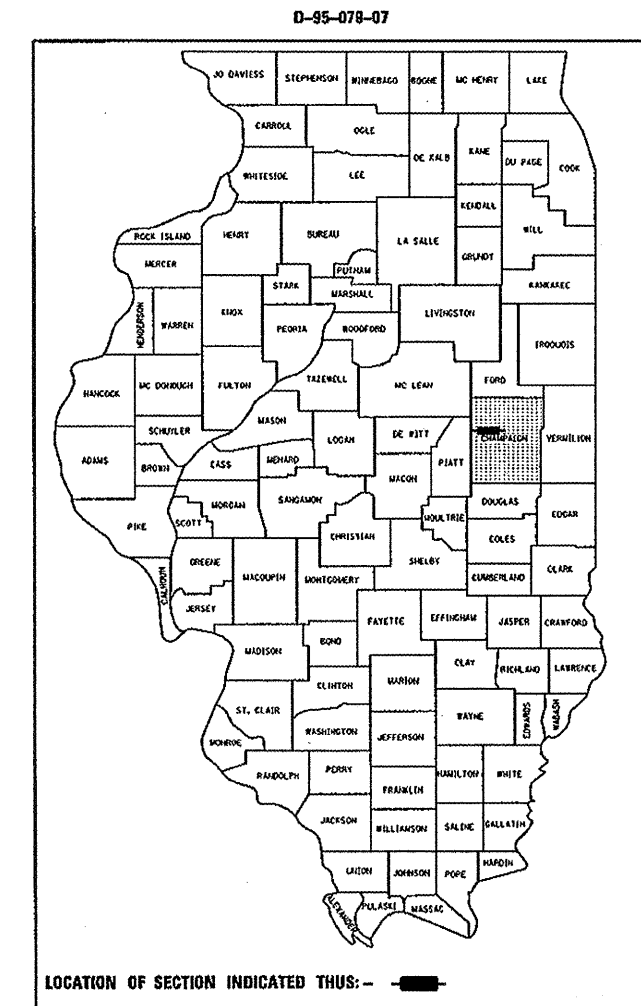 D-95-078-07
JO DAVIESS STEPHENSON WINNEBAGO BOONE MC HENRY LAKE
CARROLL OGLE DE KALB KANE DU PAGE COOK
WHITESIDE LEE KENDALL WILL
ROCK ISLAND HENRY BUREAU LA SALLE GRUNDY
MERCER STARK PUTNAM KANKAKEE
HENDERSON WARREN KNOX PEORIA MARSHALL WOODFORD LIVINGSTON IROQUOIS
HANCOCK MC DONOUGH FULTON TAZEWELL MC LEAN FORD
SCHUYLER MASON LOGAN DE WITT CHAMPAIGN VERMILION
ADAMS BROWN CASS MENARD MACON PIATT
PIKE SCOTT MORGAN SANGAMON CHRISTIAN MOULTRIE DOUGLAS EDGAR
COLES
CALHOUN GREENE MACOUPIN MONTGOMERY SHELBY CUMBERLAND CLARK
JERSEY FAYETTE EFFINGHAM JASPER CRAWFORD
MADISON BOND CLAY RICHLAND LAWRENCE
CLINTON MARION
ST. CLAIR WASHINGTON JEFFERSON WAYNE EDWARDS WABASH
MONROE
RANDOLPH PERRY FRANKLIN HAMILTON WHITE
JACKSON WILLIAMSON SALINE GALLATIN
UNION JOHNSON POPE HARDIN
ALEXANDER PULASKI MASSAC
LOCATION OF SECTION INDICATED THUS:-